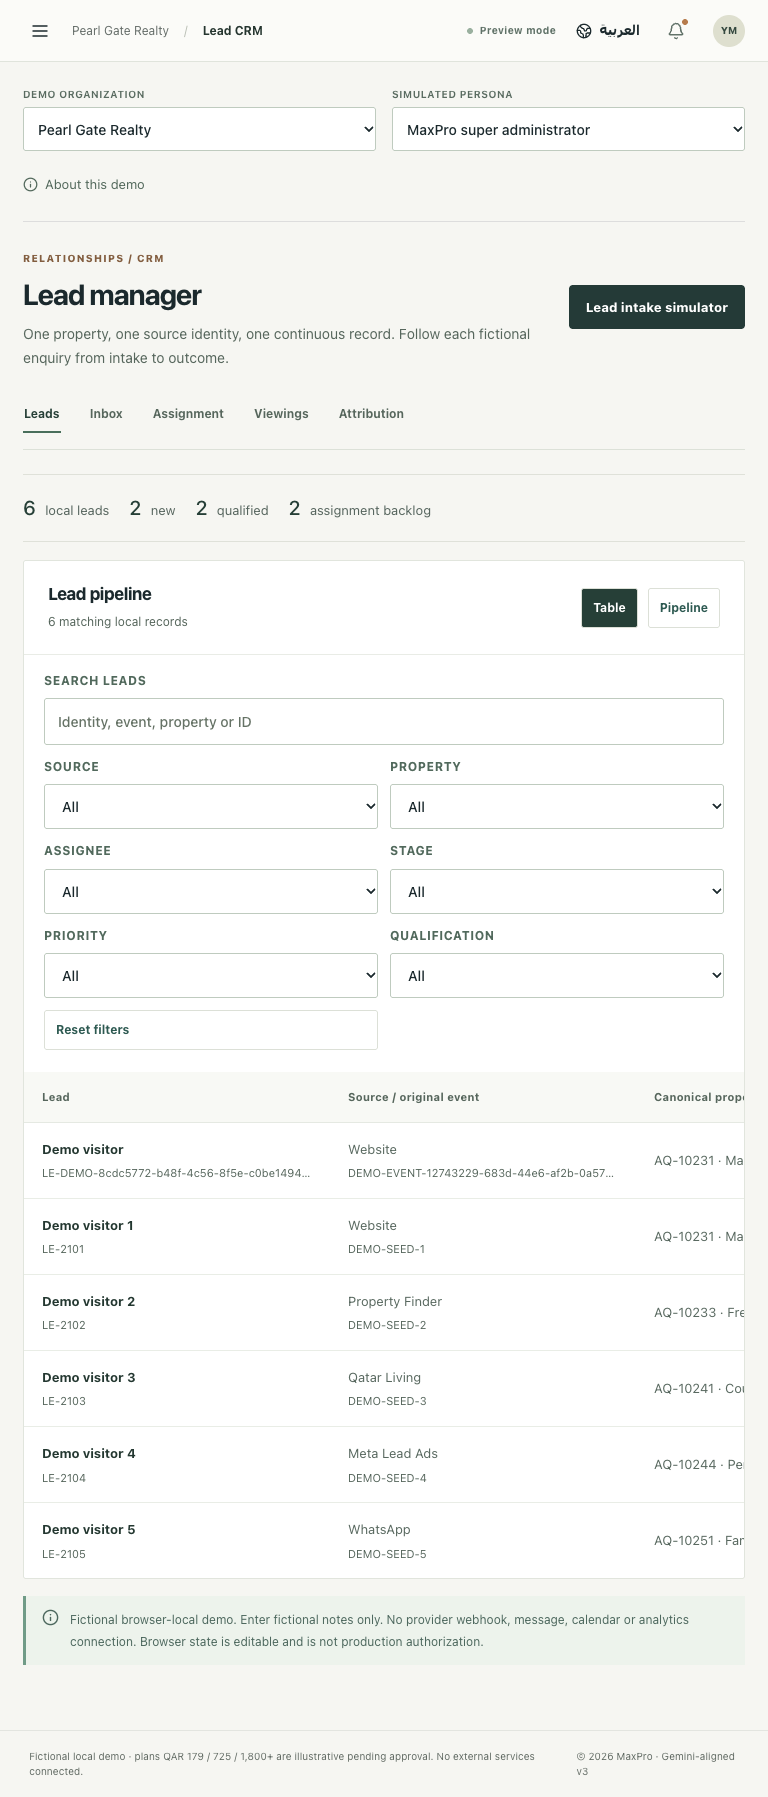 Pearl Gate Realty / Lead CRM
Preview mode
العربية
YM
DEMO ORGANIZATION
Pearl Gate Realty
SIMULATED PERSONA
MaxPro super administrator
About this demo
RELATIONSHIPS / CRM
Lead manager
One property, one source identity, one continuous record. Follow each fictional
enquiry from intake to outcome.
Lead intake simulator
Leads Inbox Assignment Viewings Attribution
6 local leads 2 new 2 qualified 2 assignment backlog
Lead pipeline
6 matching local records
Table Pipeline
SEARCH LEADS
Identity, event, property or ID
SOURCE PROPERTY
All All
ASSIGNEE STAGE
All All
PRIORITY QUALIFICATION
All All
Reset filters
Lead Source / original event Canonical prop
Demo visitor Website
LE-DEMO-8cdc5772-b48f-4c56-8f5e-c0be1494... DEMO-EVENT-12743229-683d-44e6-af2b-0a57... AQ-10231 · Ma
Demo visitor 1 Website
LE-2101 DEMO-SEED-1 AQ-10231 · Ma
Demo visitor 2 Property Finder
LE-2102 DEMO-SEED-2 AQ-10233 · Fre
Demo visitor 3 Qatar Living
LE-2103 DEMO-SEED-3 AQ-10241 · Cou
Demo visitor 4 Meta Lead Ads
LE-2104 DEMO-SEED-4 AQ-10244 · Pe
Demo visitor 5 WhatsApp
LE-2105 DEMO-SEED-5 AQ-10251 · Fa
Fictional browser-local demo. Enter fictional notes only. No provider webhook, message, calendar or analytics
connection. Browser state is editable and is not production authorization.
Fictional local demo · plans QAR 179 / 725 / 1,800+ are illustrative pending approval. No external services
connected.
© 2026 MaxPro · Gemini-aligned
v3